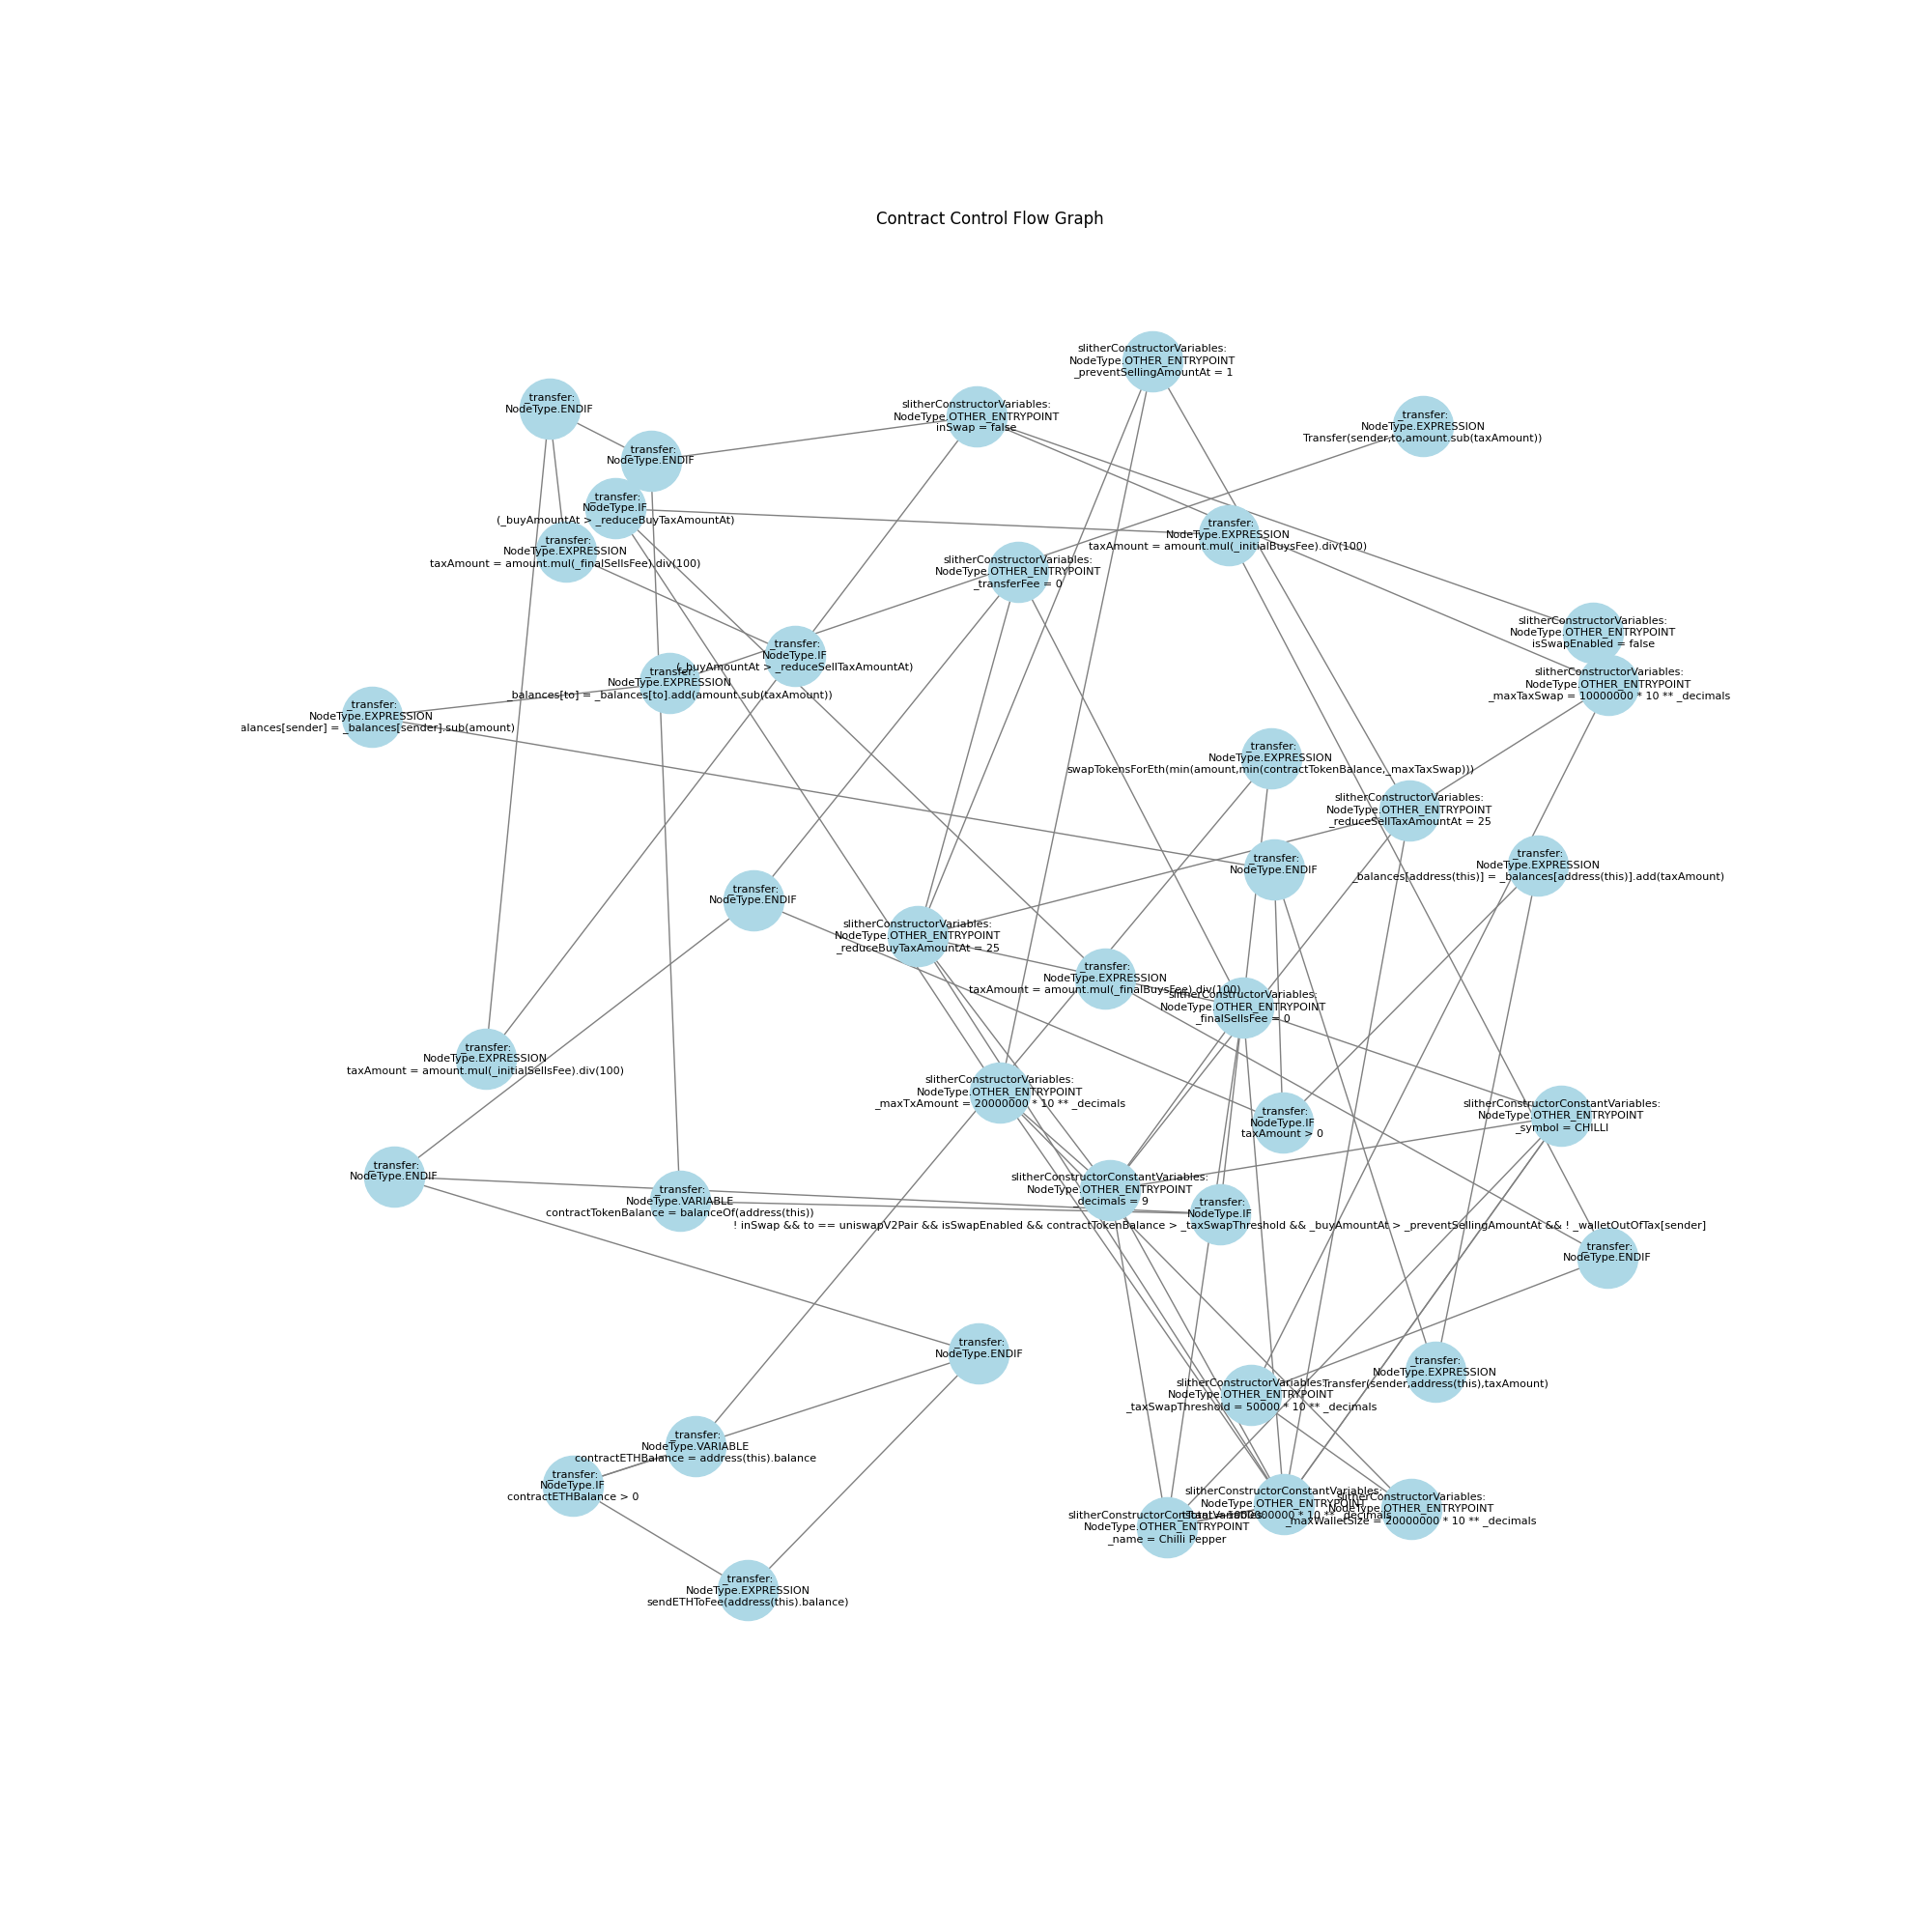 Contract Control Flow Graph
slitherConstructorVariables:
NodeType.OTHER_ENTRYPOINT
_preventSellingAmountAt = 1
_transfer:
NodeType.ENDIF
slitherConstructorVariables:
NodeType.OTHER_ENTRYPOINT
inSwap = false
_transfer:
NodeType.EXPRESSION
Transfer(sender,to,amount.sub(taxAmount))
_transfer:
NodeType.ENDIF
_transfer:
NodeType.IF
(_buyAmountAt > _reduceBuyTaxAmountAt)
_transfer:
NodeType.EXPRESSION
taxAmount = amount.mul(_initialBuysFee).div(100)
_transfer:
NodeType.EXPRESSION
taxAmount = amount.mul(_finalSellsFee).div(100)
slitherConstructorVariables:
NodeType.OTHER_ENTRYPOINT
_transferFee = 0
slitherConstructorVariables:
NodeType.OTHER_ENTRYPOINT
isSwapEnabled = false
_transfer:
NodeType.IF
(_buyAmountAt > _reduceSellTaxAmountAt)
_transfer:
NodeType.EXPRESSION
_balances[to] = _balances[to].add(amount.sub(taxAmount))
slitherConstructorVariables:
NodeType.OTHER_ENTRYPOINT
_maxTaxSwap = 10000000 * 10 ** _decimals
_transfer:
NodeType.EXPRESSION
alances[sender] = _balances[sender].sub(amount)
_transfer:
NodeType.EXPRESSION
swapTokensForEth(min(amount,min(contractTokenBalance,_maxTaxSwap)))
slitherConstructorVariables:
NodeType.OTHER_ENTRYPOINT
_reduceSellTaxAmountAt = 25
_transfer:
NodeType.ENDIF
_transfer:
NodeType.EXPRESSION
_balances[address(this)] = _balances[address(this)].add(taxAmount)
_transfer:
NodeType.ENDIF
slitherConstructorVariables:
NodeType.OTHER_ENTRYPOINT
_reduceBuyTaxAmountAt = 25
_transfer:
NodeType.EXPRESSION
taxAmount = amount.mul(_finalBuysFee).div(100)
slitherConstructorVariables:
NodeType.OTHER_ENTRYPOINT
_finalSellsFee = 0
_transfer:
NodeType.EXPRESSION
taxAmount = amount.mul(_initialSellsFee).div(100)
slitherConstructorVariables:
NodeType.OTHER_ENTRYPOINT
_maxTxAmount = 20000000 * 10 ** _decimals
_transfer:
NodeType.IF
taxAmount > 0
slitherConstructorConstantVariables:
NodeType.OTHER_ENTRYPOINT
_symbol = CHILLI
_transfer:
NodeType.ENDIF
_transfer:
NodeType.VARIABLE
contractTokenBalance = balanceOf(address(this))
slitherConstructorConstantVariables:
NodeType.OTHER_ENTRYPOINT
_decimals = 9
_transfer:
NodeType.IF
! inSwap && to == uniswapV2Pair && isSwapEnabled && contractTokenBalance > _taxSwapThreshold && _buyAmountAt > _preventSellingAmountAt && ! _walletOutOfTax[sender]
_transfer:
NodeType.ENDIF
_transfer:
NodeType.ENDIF
_transfer:
NodeType.EXPRESSION
Transfer(sender,address(this),taxAmount)
slitherConstructorVariables:
NodeType.OTHER_ENTRYPOINT
_taxSwapThreshold = 50000 * 10 ** _decimals
_transfer:
NodeType.VARIABLE
contractETHBalance = address(this).balance
_transfer:
NodeType.IF
contractETHBalance > 0
slitherConstructorConstantVariables:
NodeType.OTHER_ENTRYPOINT
* 10 ** _decimals
slitherConstructorVariables:
NodeType.OTHER_ENTRYPOINT
_maxWalletSize = 20000000 * 10 ** _decimals
slitherConstructorConstantVariables:
NodeType.OTHER_ENTRYPOINT
_name = Chilli Pepper
_transfer:
NodeType.EXPRESSION
sendETHToFee(address(this).balance)